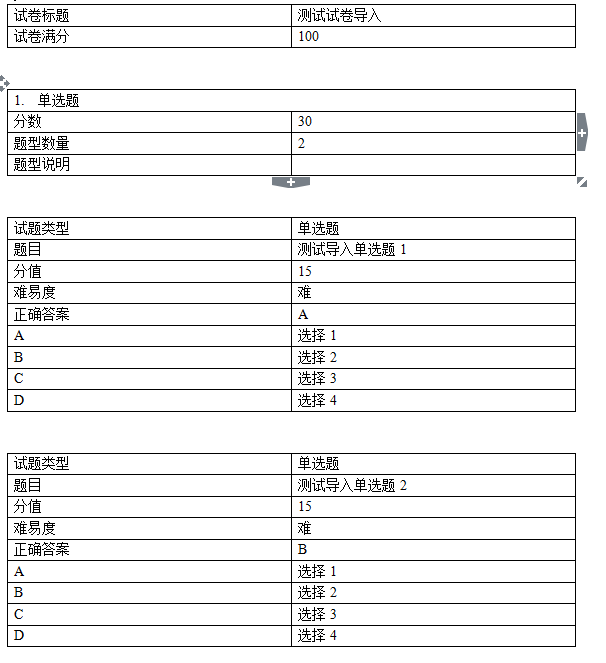 试卷标题 测试试卷导入
试卷满分 100
1. 单选题
分数 30
题型数量 2
题型说明
试题类型 单选题
题目 测试导入单选题 1
分值 15
难易度 难
正确答案 A
A 选择 1
B 选择 2
C 选择 3
D 选择 4
试题类型 单选题
题目 测试导入单选题 2
分值 15
难易度 难
正确答案 B
A 选择 1
B 选择 2
C 选择 3
D 选择 4